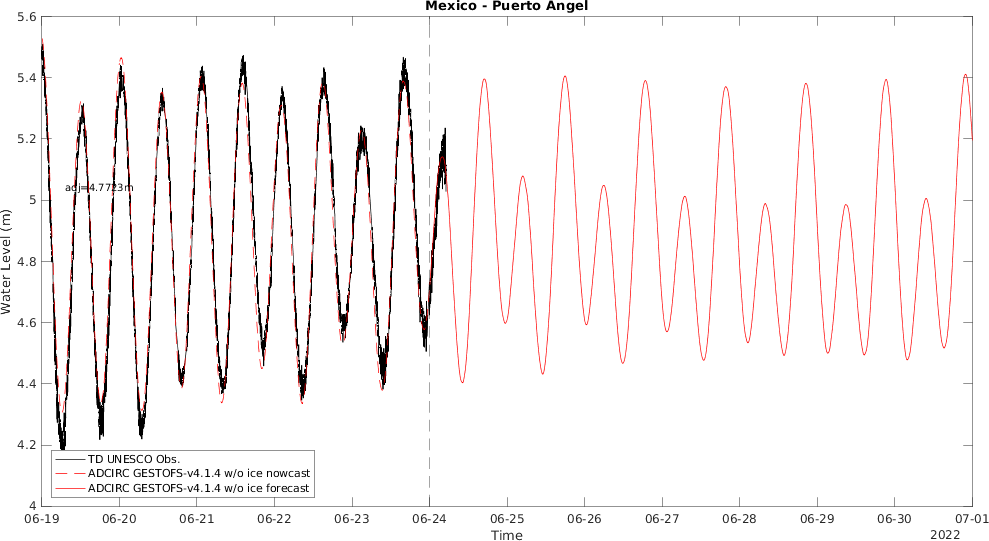 Mexico - Puerto Angel
5.6
5.4
5.2
5
4.8
4.6
4.4
4.2
4
Water Level (m)
adj=4.7723m
TD UNESCO Obs.
ADCIRC GESTOFS-v4.1.4 w/o ice nowcast
ADCIRC GESTOFS-v4.1.4 w/o ice forecast
06-19 06-20 06-21 06-22 06-23 06-24 06-25 06-26 06-27 06-28 06-29 06-30 07-01
Time
2022